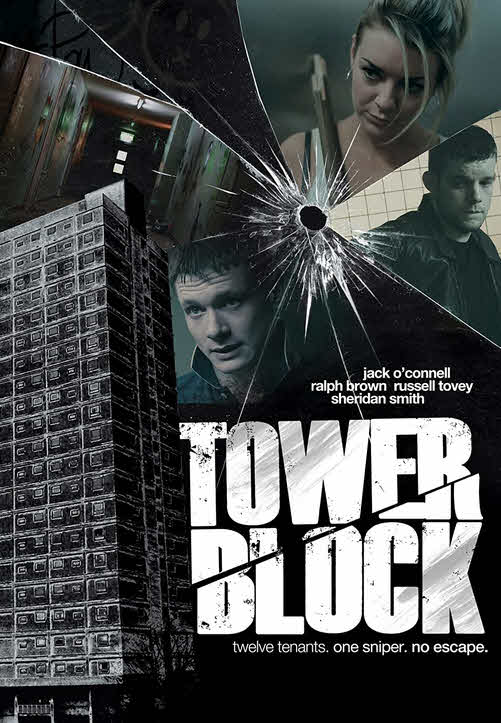 jack o'connell
ralph brown russell tovey
sheridan smith
TOWER
BLOCK
twelve tenants. one sniper. no escape.